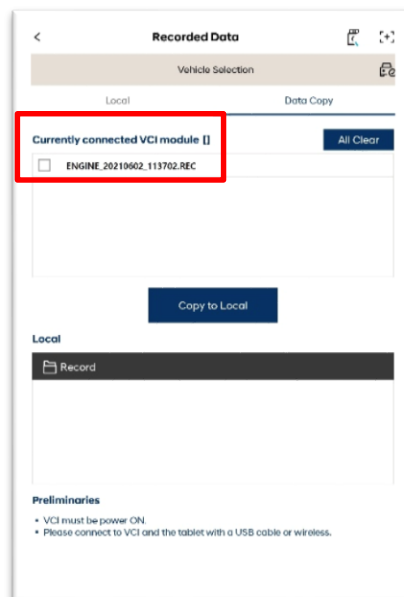 Recorded Data
Vehicle Selection
Local Data Copy
Currently connected VCI module [] All Clear
ENGINE_20210602_113702.REC
Copy to Local
Local
Record
Preliminaries
• VCI must be power ON.
• Please connect to VCI and the tablet with a USB cable or wireless.